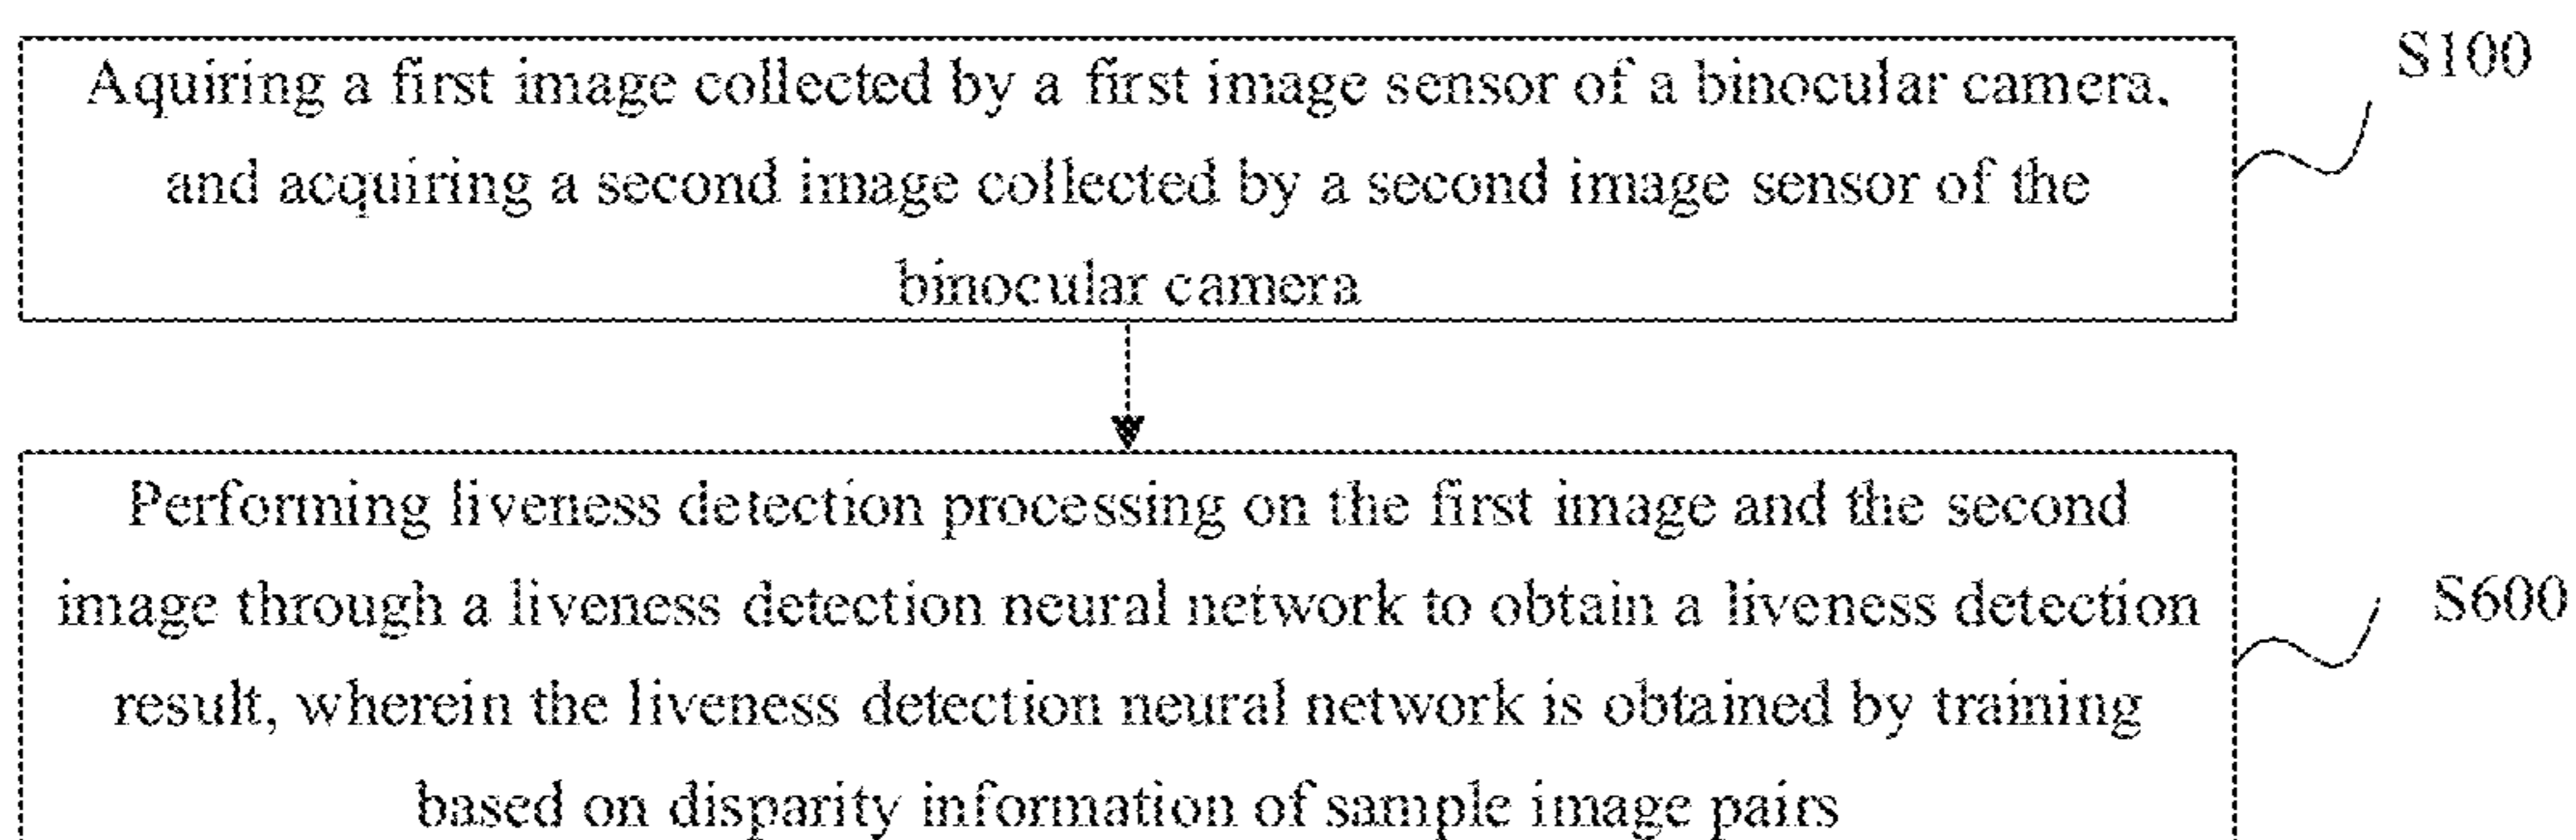 Aquiring a first image collected by a first image sensor of a binocular camera,
S100
and acquiring a second image collected by a second image sensor of the
binocular camera
Performing liveness detection processing on the first image and the second
image through a liveness detection neural network to obtain a liveness detection
S600
result, wherein the liveness detection neural network is obtained by training
based on disparity information of sample image pairs